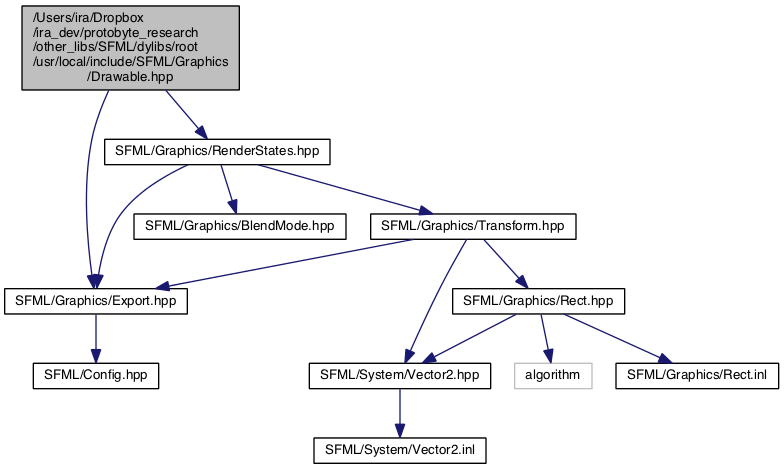 /Users/ira/Dropbox
/ira_dev/protobyte_research
/other_libs/SFML/dylibs/root
/usr/local/include/SFML/Graphics
/Drawable.hpp
SFML/Graphics/RenderStates.hpp
SFML/Graphics/BlendMode.hpp
SFML/Graphics/Transform.hpp
SFML/Graphics/Export.hpp
SFML/Graphics/Rect.hpp
SFML/Config.hpp
SFML/System/Vector2.hpp
algorithm
SFML/Graphics/Rect.inl
SFML/System/Vector2.inl